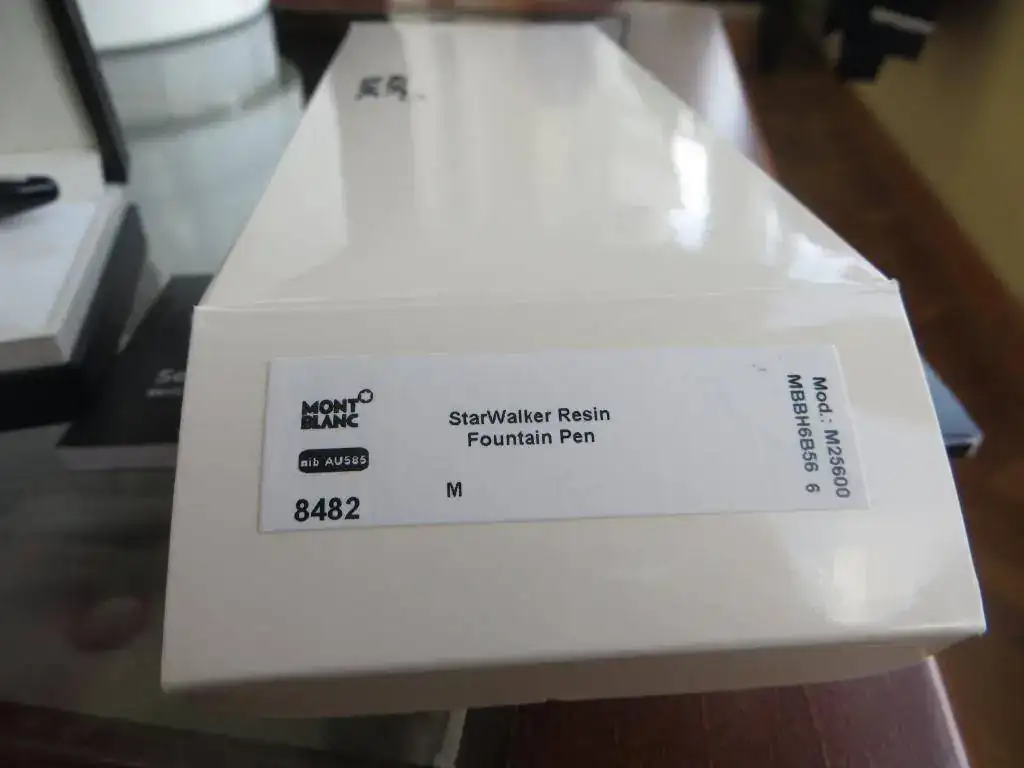 MONT
BLANC
nib AU585
8482
StarWalker Resin
Fountain Pen
M
Mod.: M25600
MBBH6B56 6